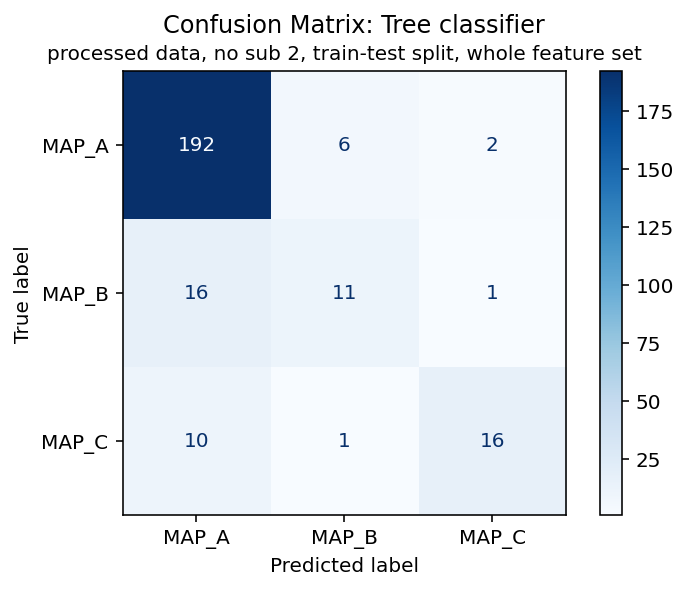 Confusion Matrix: Tree classifier
processed data, no sub 2, train-test split, whole feature set
True label
MAP_A
192
6
2
MAP_B
16
11
1
MAP_C
10
1
16
MAP_A
MAP_B
MAP_C
Predicted label
175
150
125
100
75
50
25